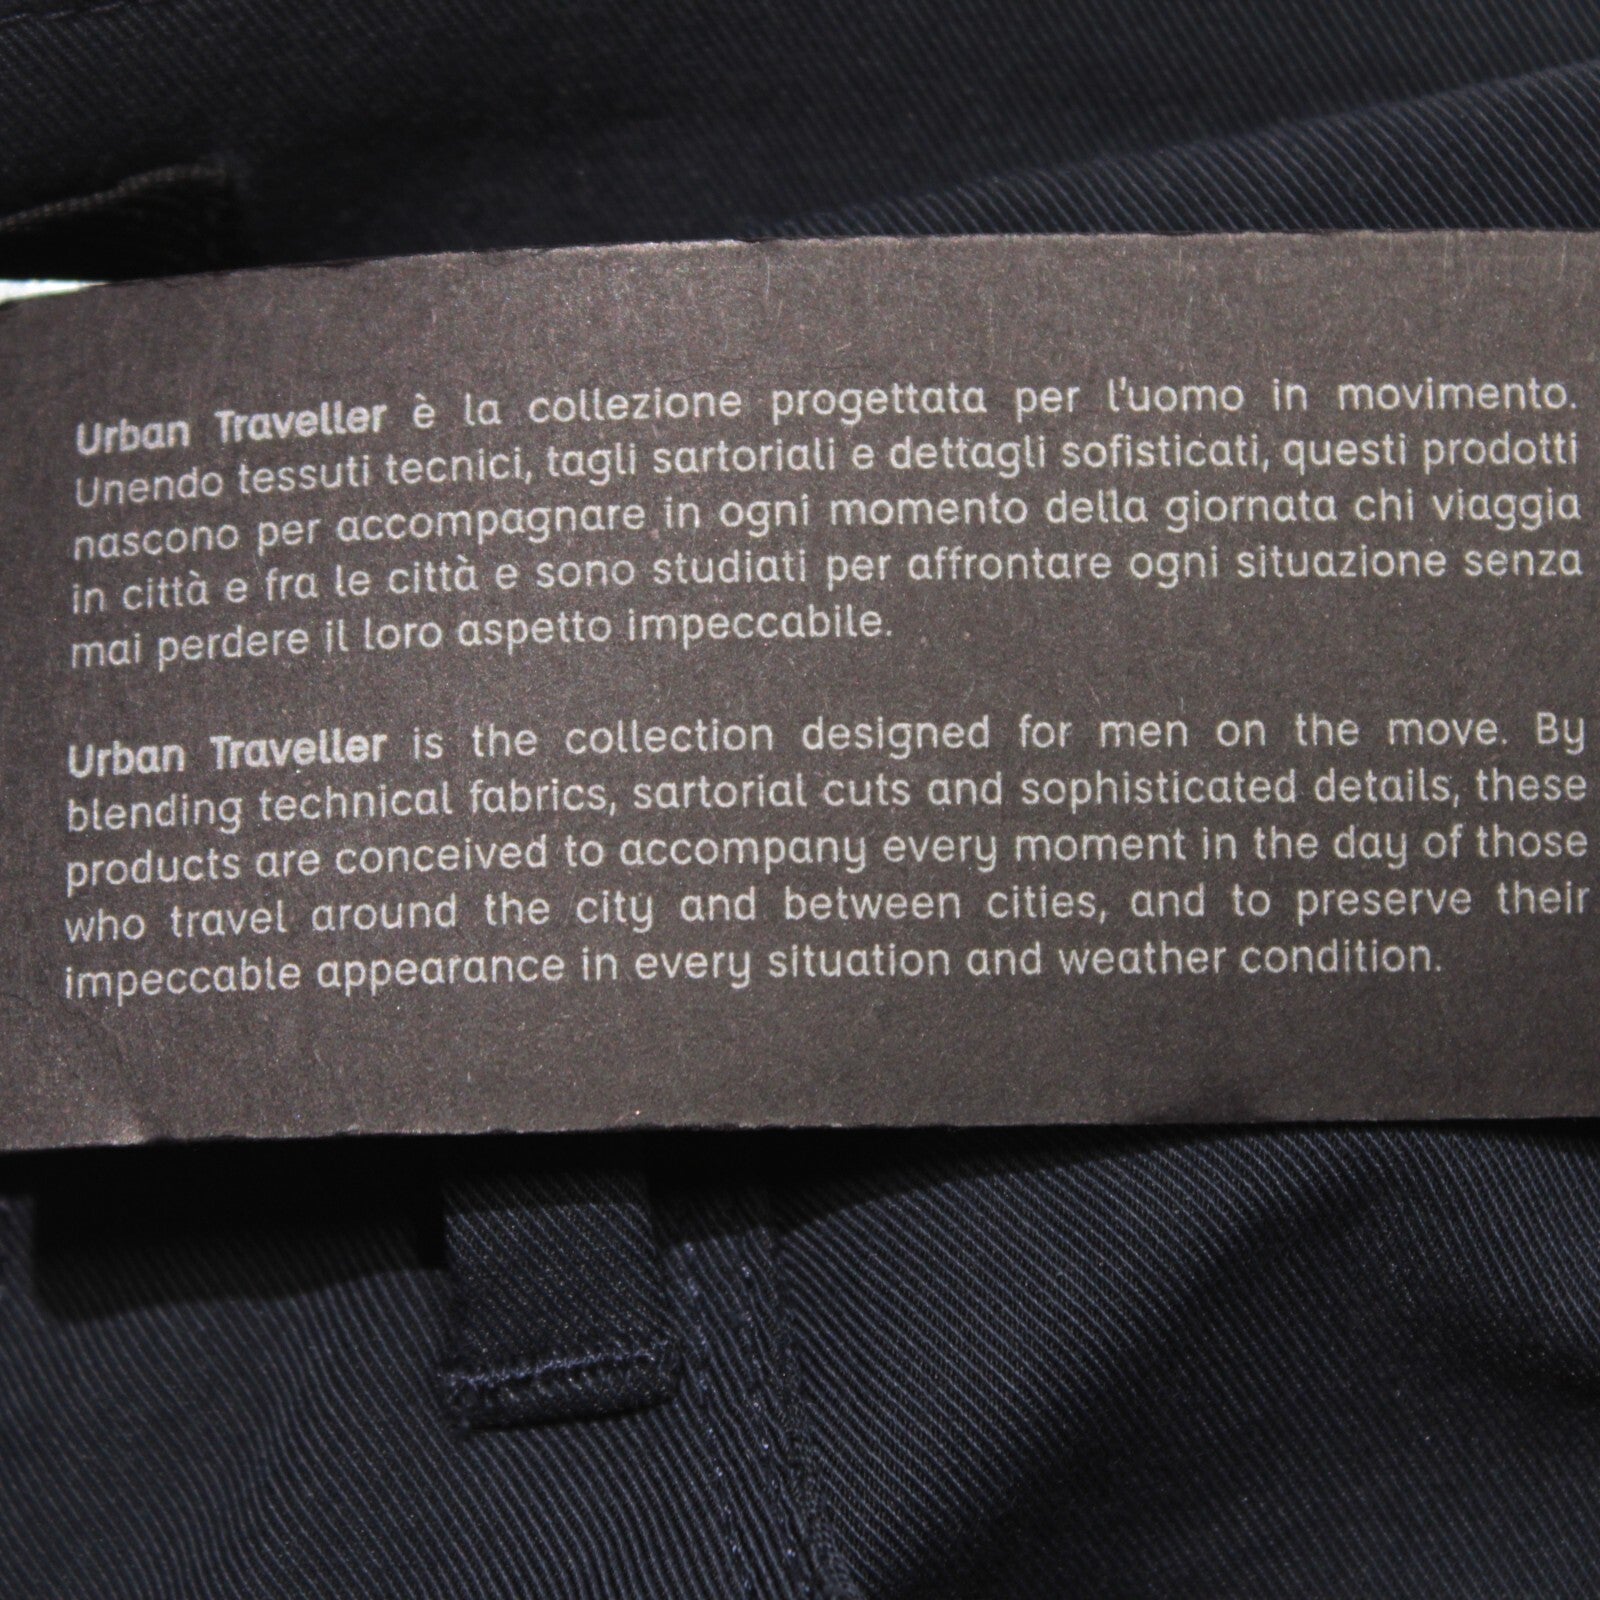 Urban Traveller è la collezione progettata per l'uomo in movimento.
Unendo tessuti tecnici, tagli sartoriali e dettagli sofisticati, questi prodotti
nascono per accompagnare in ogni momento della giornata chi viaggia
in città e fra le città e sono studiati per affrontare ogni situazione senza
mai perdere il loro aspetto impeccabile.
Urban Traveller is the collection designed for men on the move. By
blending technical fabrics, sartorial cuts and sophisticated details, these
products are conceived to accompany every moment in the day of those
who travel around the city and between cities, and to preserve their
impeccable appearance in every situation and weather condition.